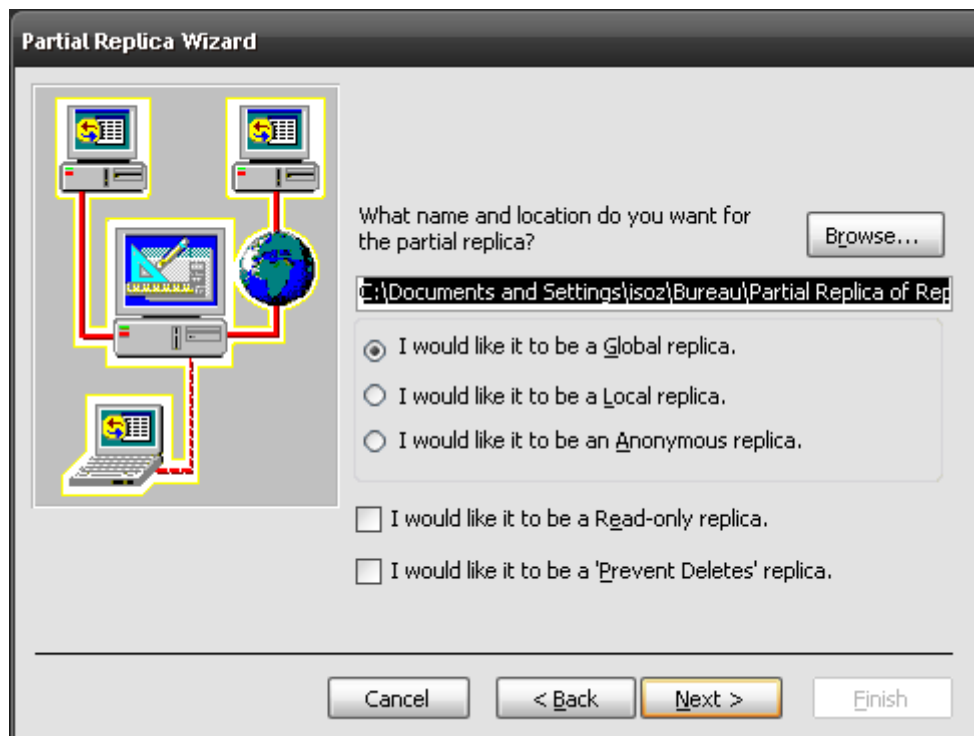 Partial Replica Wizard
What name and location do you want for
the partial replica?
Browse...
C:\Documents and Settings\isoz\Bureau\Partial Replica of Rep
I would like it to be a Global replica.
I would like it to be a Local replica.
I would like it to be an Anonymous replica.
I would like it to be a Read-only replica.
I would like it to be a 'Prevent Deletes' replica.
Cancel
< Back
Next >
Finish